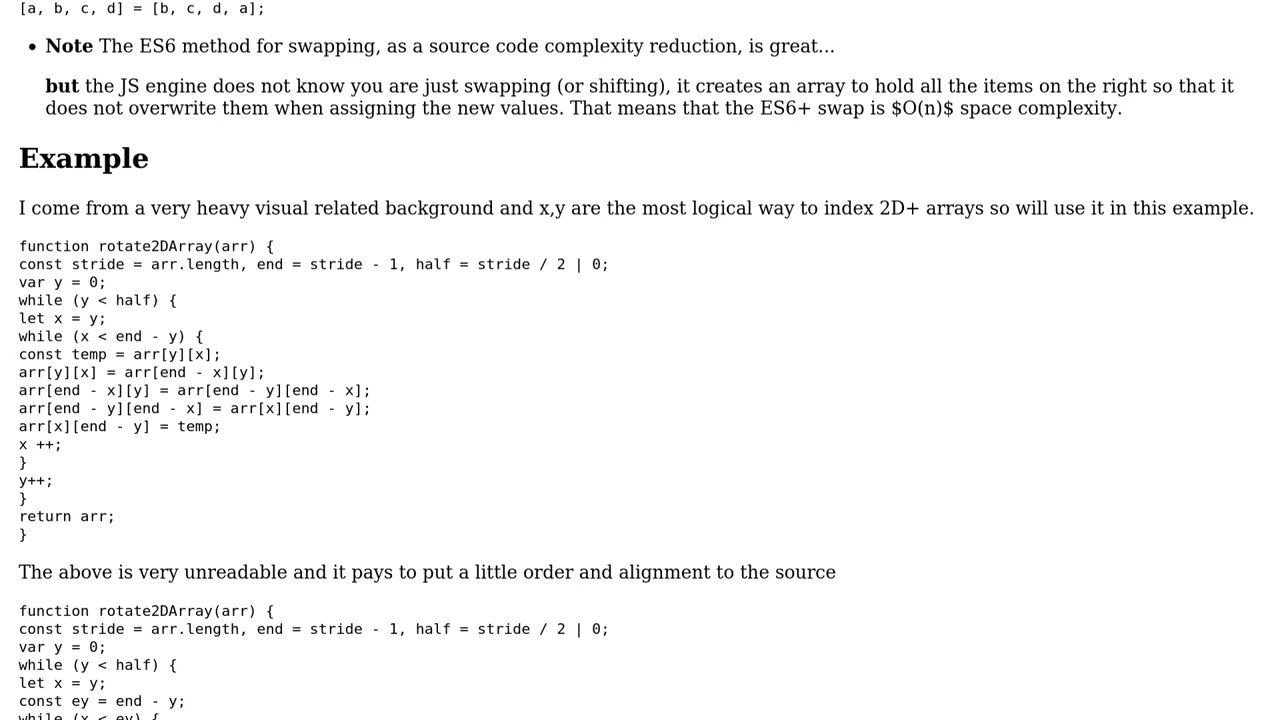 [a, b, c, d] = [b, c, d, a];
• Note The ES6 method for swapping, as a source code complexity reduction, is great...
but the JS engine does not know you are just swapping (or shifting), it creates an array to hold all the items on the right so that it
does not overwrite them when assigning the new values. That means that the ES6+ swap is $O(n)$ space complexity.
Example
I come from a very heavy visual related background and x,y are the most logical way to index 2D+ arrays so will use it in this example.
function rotate2DArray(arr) {
const stride = arr.length, end = stride - 1, half = stride / 2 | 0;
var y = 0;
while (y < half) {
let x = y;
while (x < end - y) {
const temp = arr[y][x];
arr[y][x] = arr[end - x][y];
arr[end - x][y] = arr[end - y][end - x];
arr[end - y][end - x] = arr[x][end - y];
arr[x][end - y] = temp;
x ++;
}
y++;
}
return arr;
}
The above is very unreadable and it pays to put a little order and alignment to the source
function rotate2DArray(arr) {
const stride = arr.length, end = stride - 1, half = stride / 2 | 0;
var y = 0;
while (y < half) {
let x = y;
const ey = end - y;
while (x < ey) {